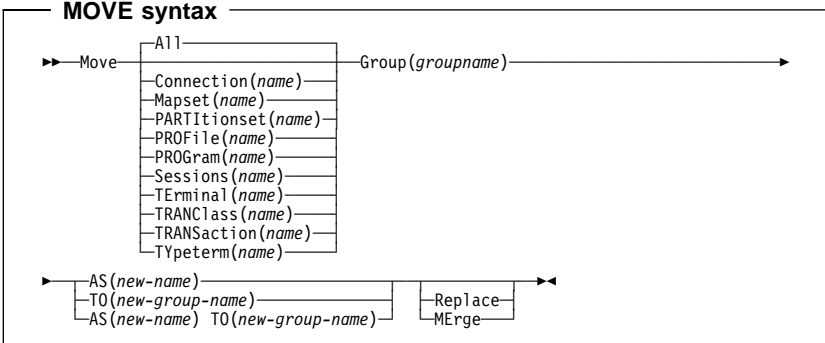 MOVE syntax
All
Move Group(groupname)
Connection(name)
Mapset(name)
PARTItionset(name)
PROFile(name)
PROGram(name)
Sessions(name)
TErminal(name)
TRANClass(name)
TRANSaction(name)
TYpeterm(name)
AS(new-name)
TO(new-group-name) Replace
AS(new-name) TO(new-group-name) MErge